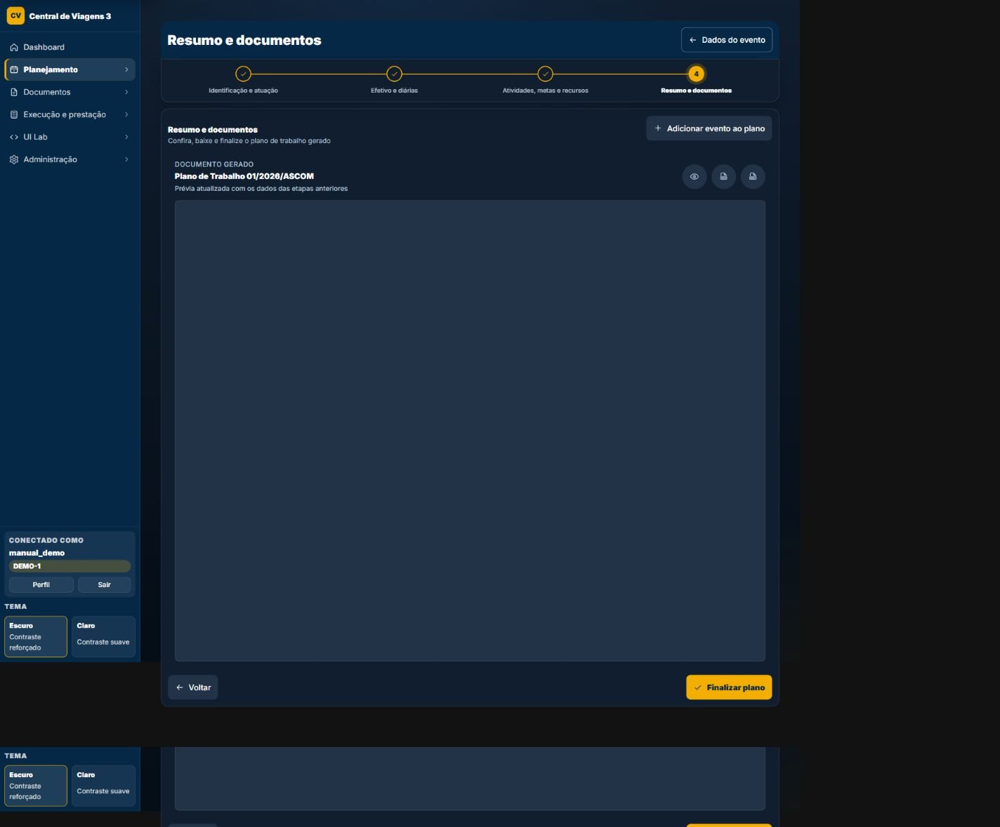 CV Central de Viagens 3
Dashboard
Planejamento
Documentos
Execução e prestação
UI Lab
Administração
CONECTADO COMO
manual_demo
DEMO-1
Perfil
Sair
TEMA
Escuro
Contraste
reforçado
Claro
Contraste suave
Resumo e documentos
Dados do evento
4
Identificação e atuação
Efetivo e diárias
Atividades, metas e recursos
Resumo e documentos
Resumo e documentos
Confira, baixe e finalize o plano de trabalho gerado
Adicionar evento ao plano
DOCUMENTO GERADO
Plano de Trabalho 01/2026/ASCOM
Prévia atualizada com os dados das etapas anteriores
Voltar
Finalizar plano
TEMA
Escuro
Contraste
reforçado
Claro
Contraste suave